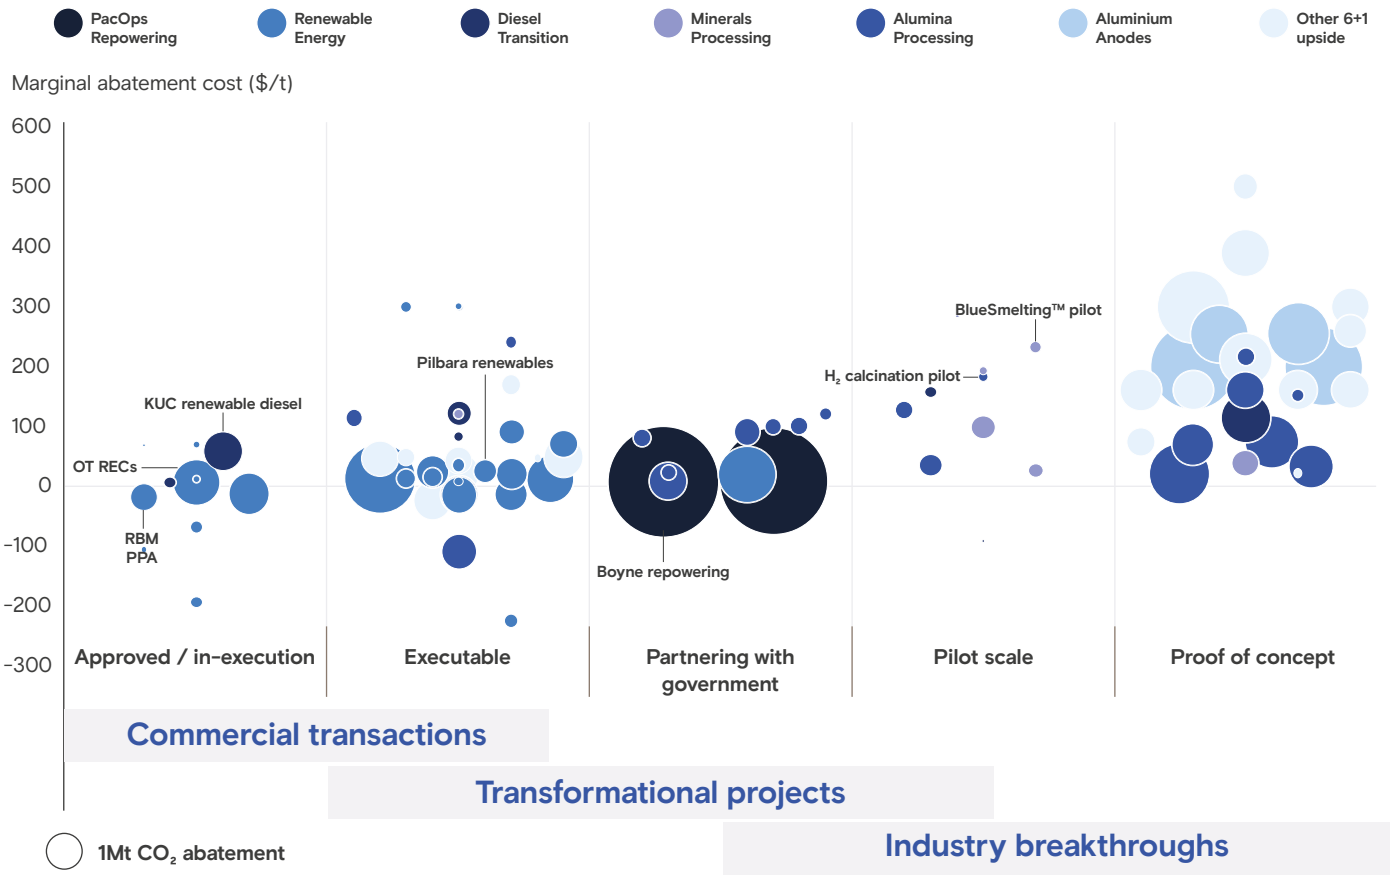 PacOps
Repowering
Renewable
Energy
Diesel
Transition
Minerals
Processing
Alumina
Processing
Aluminium
Anodes
Other 6+1
upside
Marginal abatement cost ($/t)
600
500
400
300
200
100
0
-100
-200
-300
KUC renewable diesel
OT RECs
RBM
PPA
Pilbara renewables
Boyne repowering
H₂ calcination pilot
BlueSmelting™ pilot
Approved / in-execution
Executable
Partnering with
government
Pilot scale
Proof of concept
Commercial transactions
Transformational projects
Industry breakthroughs
1Mt CO₂ abatement